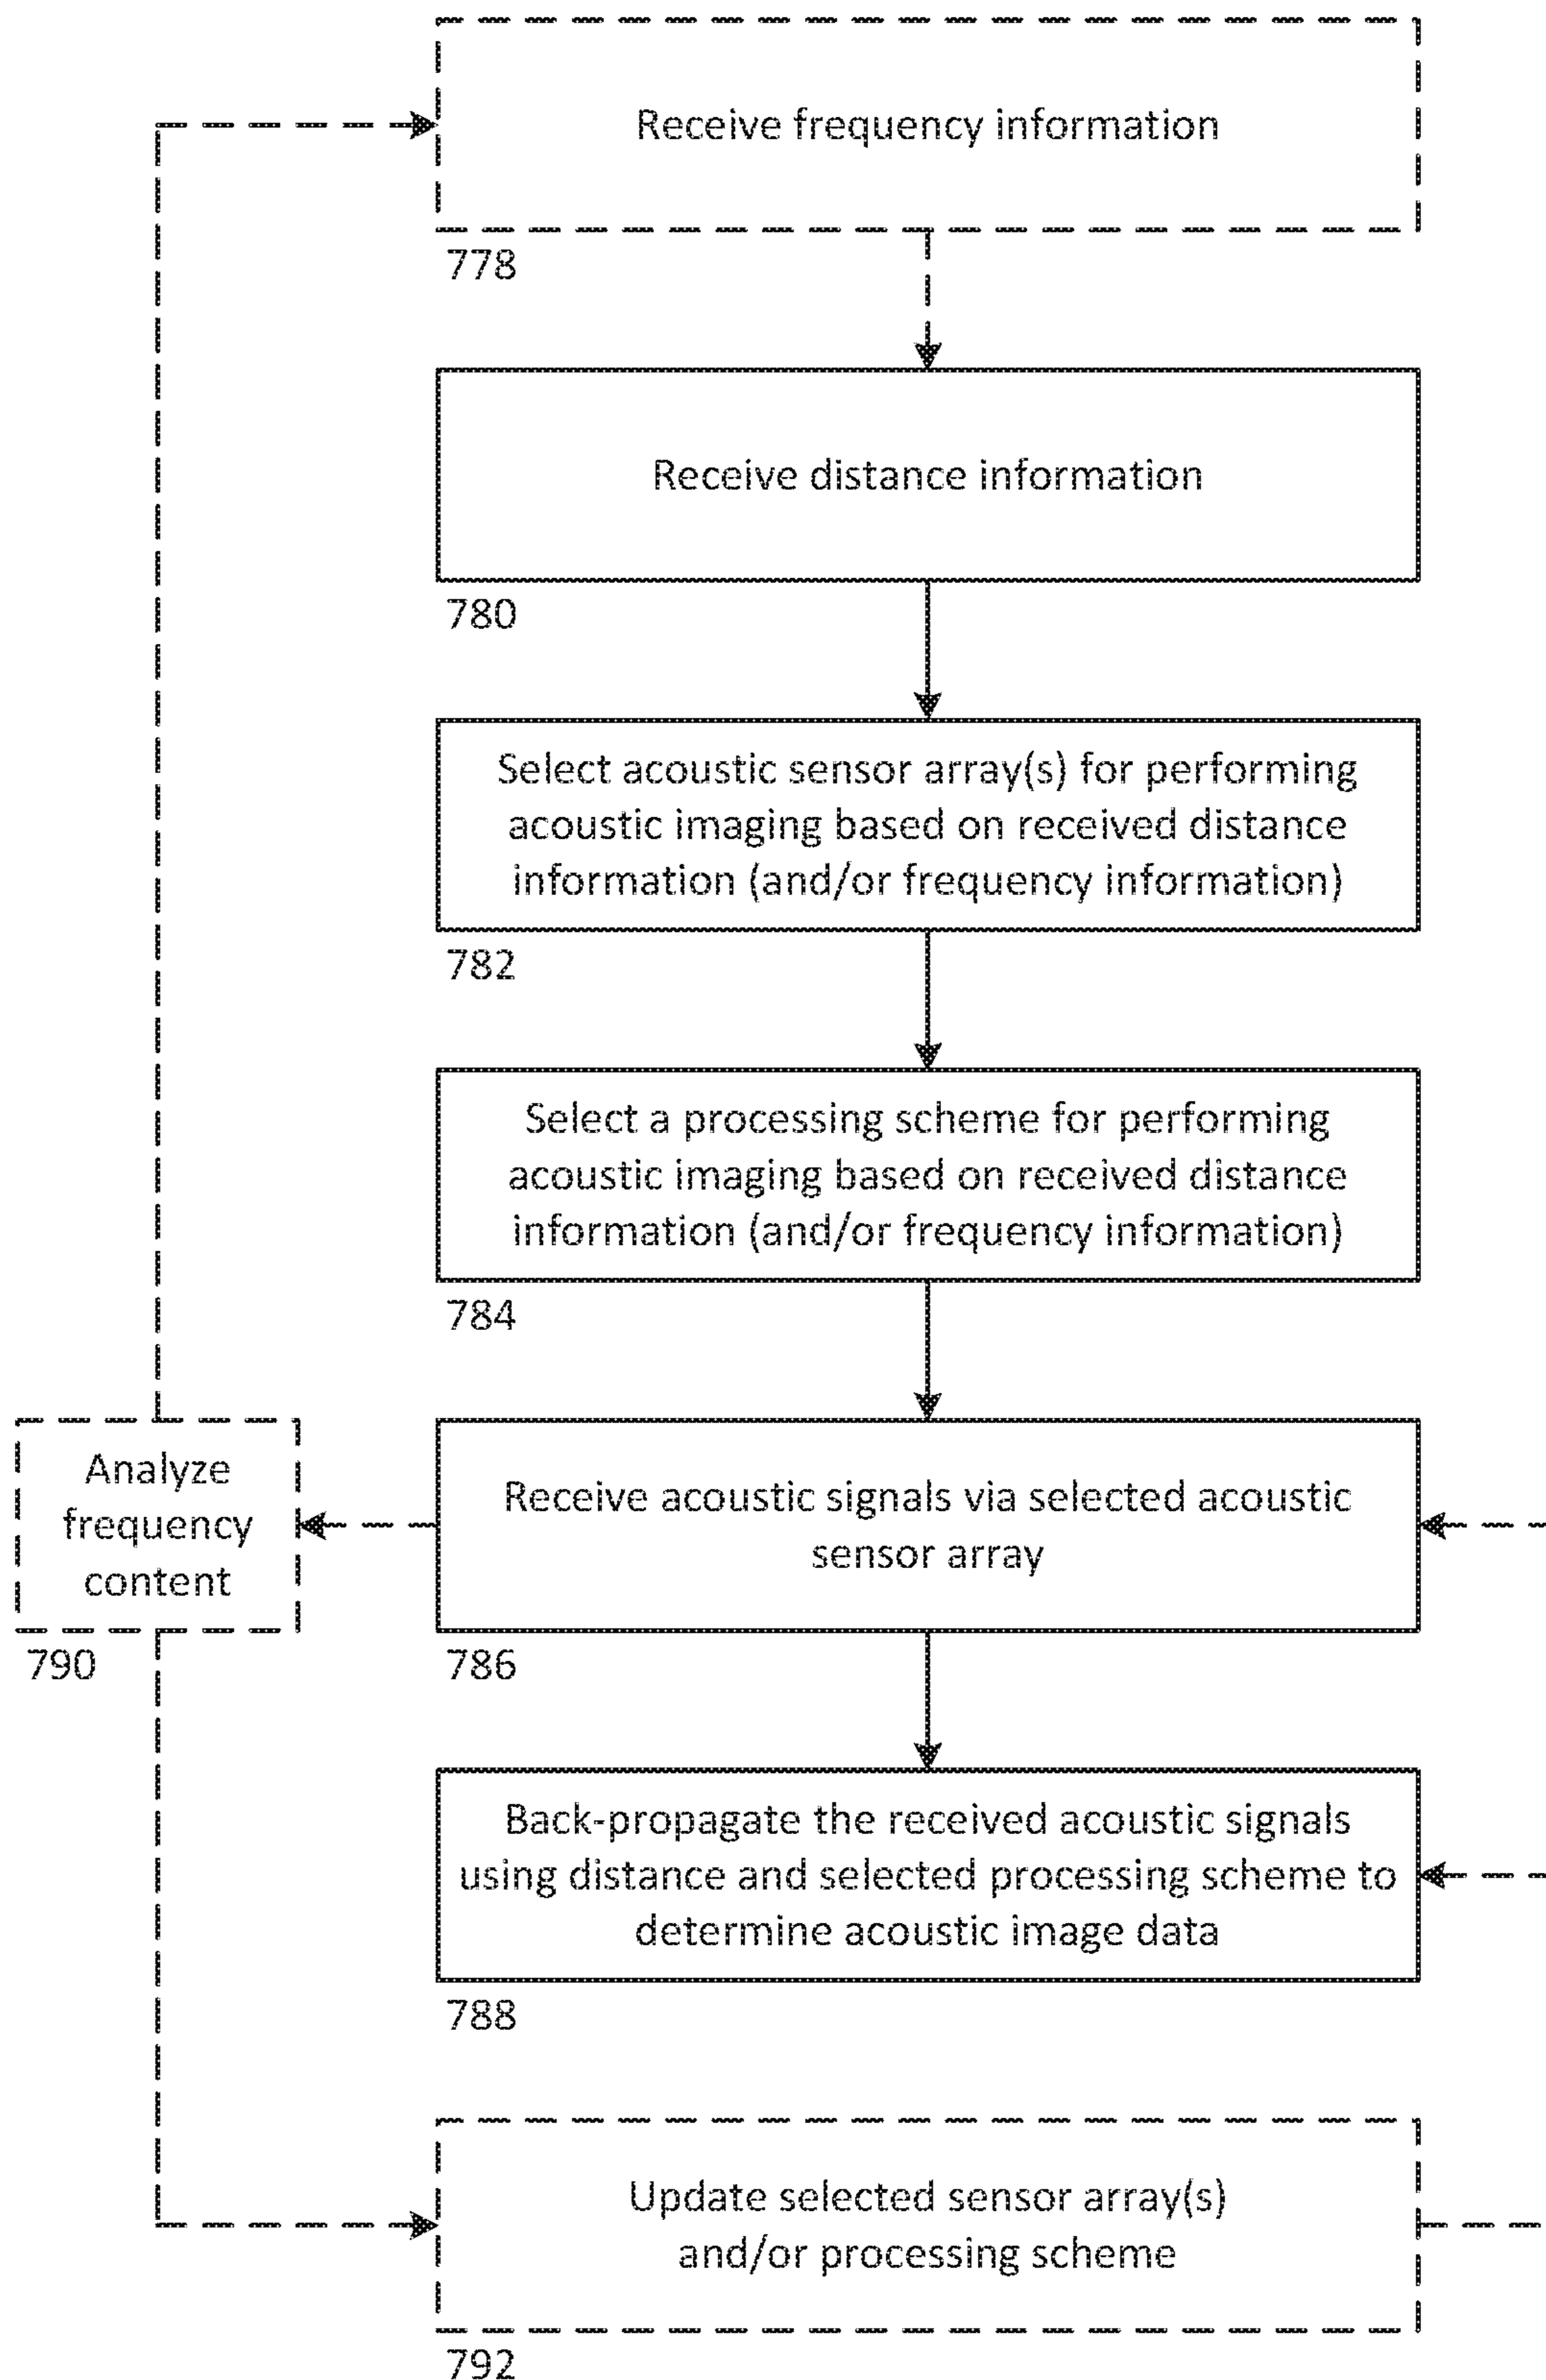 Receive frequency information
778
Receive distance information
780
Select acoustic sensor array(s) for performing
acoustic imaging based on received distance
information (and/or frequency information)
782
Select a processing scheme for performing
acoustic imaging based on received distance
information (and/or frequency information)
784
Analyze
frequency
content
790
Receive acoustic signals via selected acoustic
sensor array
786
Back-propagate the received acoustic signals
using distance and selected processing scheme to
determine acoustic image data
788
Update selected sensor array(s)
and/or processing scheme
792